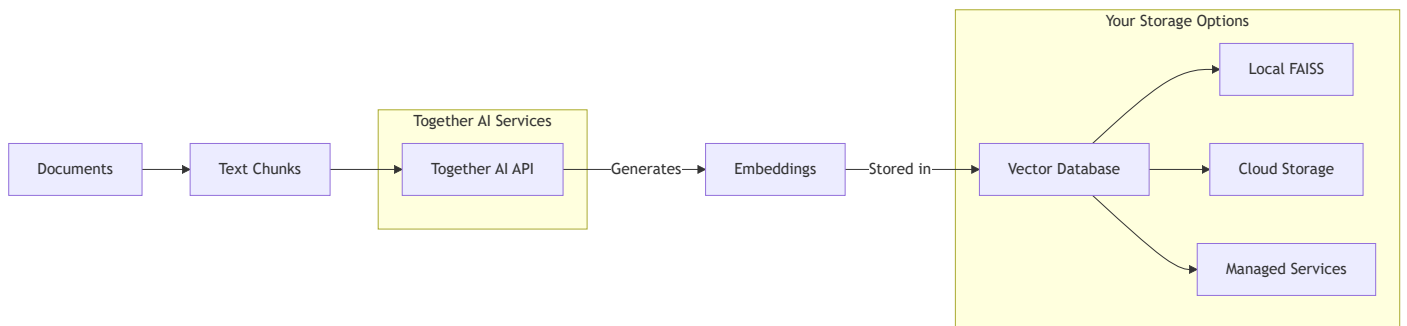 Your Storage Options
Local FAISS
Together AI Services
Documents
Text Chunks
Together AI API
Generates
Embeddings
Stored in
Vector Database
Cloud Storage
Managed Services